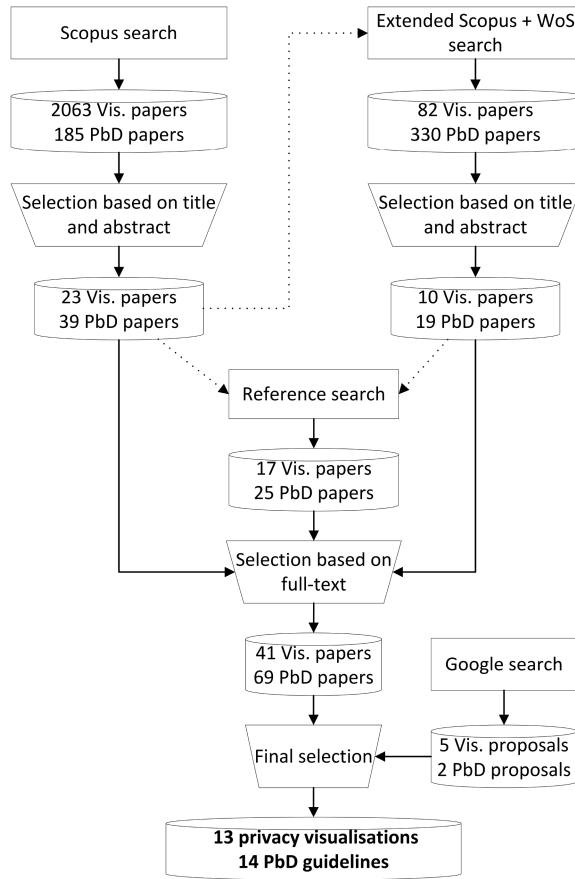 Scopus search
Extended Scopus + WoS
search
2063 Vis. papers
185 PbD papers
82 Vis. papers
330 PbD papers
Selection based on title
and abstract
Selection based on title
and abstract
23 Vis. papers
39 PbD papers
10 Vis. papers
19 PbD papers
Reference search
17 Vis. papers
25 PbD papers
Selection based on
full-text
41 Vis. papers
69 PbD papers
Google search
Final selection
5 Vis. proposals
2 PbD proposals
13 privacy visualisations
14 PbD guidelines